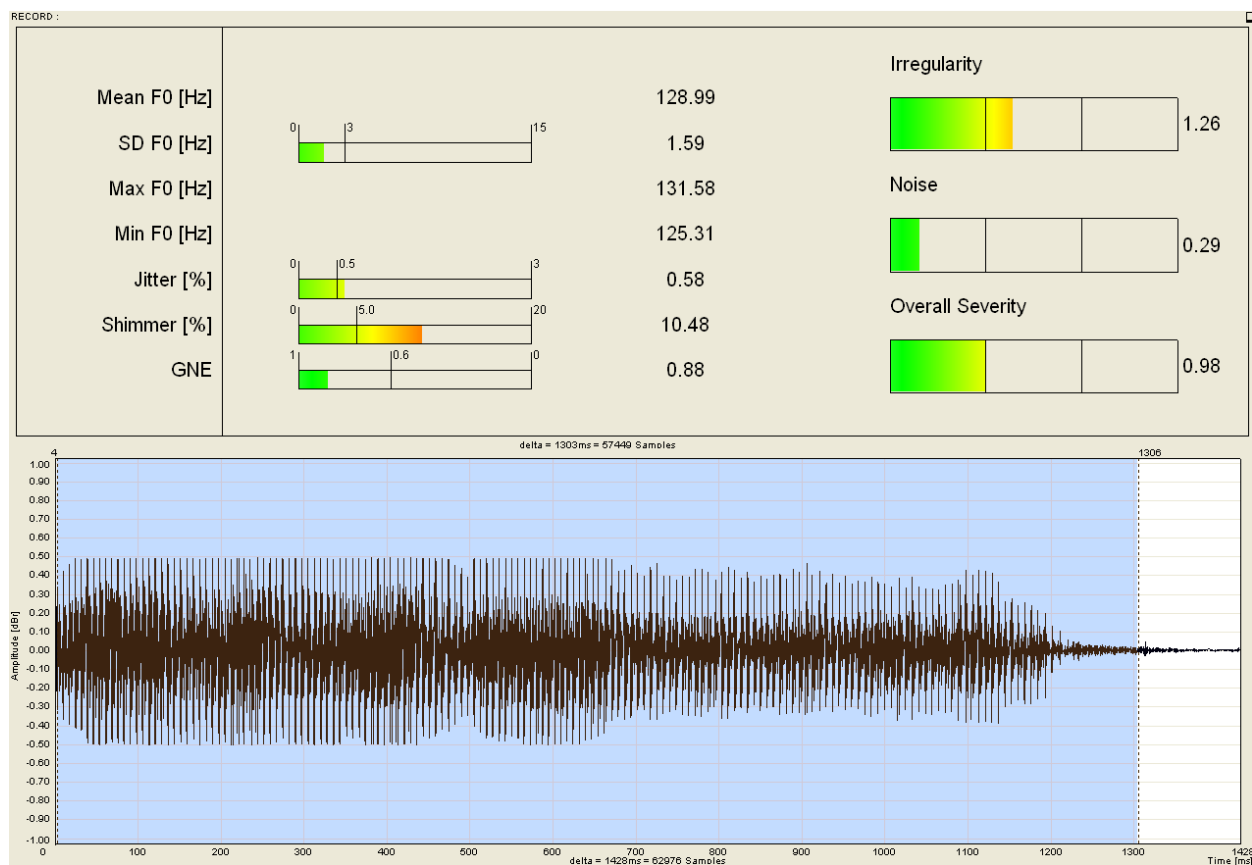 RECORD :
Mean F0 [Hz] 128.99
0 3 15
SD F0 [Hz] 1.59
Max F0 [Hz] 131.58
Min F0 [Hz] 125.31
0 0.5 3
Jitter [%] 0.58
0 5.0 20
Shimmer [%] 10.48
1 0.6 0
GNE 0.88
Irregularity
1.26
Noise
0.29
Overall Severity
0.98
delta = 1303ms = 57449 Samples
4 1306
1.00
0.90
0.80
0.70
0.60
0.50
0.40
0.30
0.20
0.10
0.00
-0.10
-0.20
-0.30
-0.40
-0.50
-0.60
-0.70
-0.80
-0.90
-1.00
Amplitude [dBr]
0 100 200 300 400 500 600 700 800 900 1000 1100 1200 1300 1428
delta = 1428ms = 62976 Samples
Time [ms]